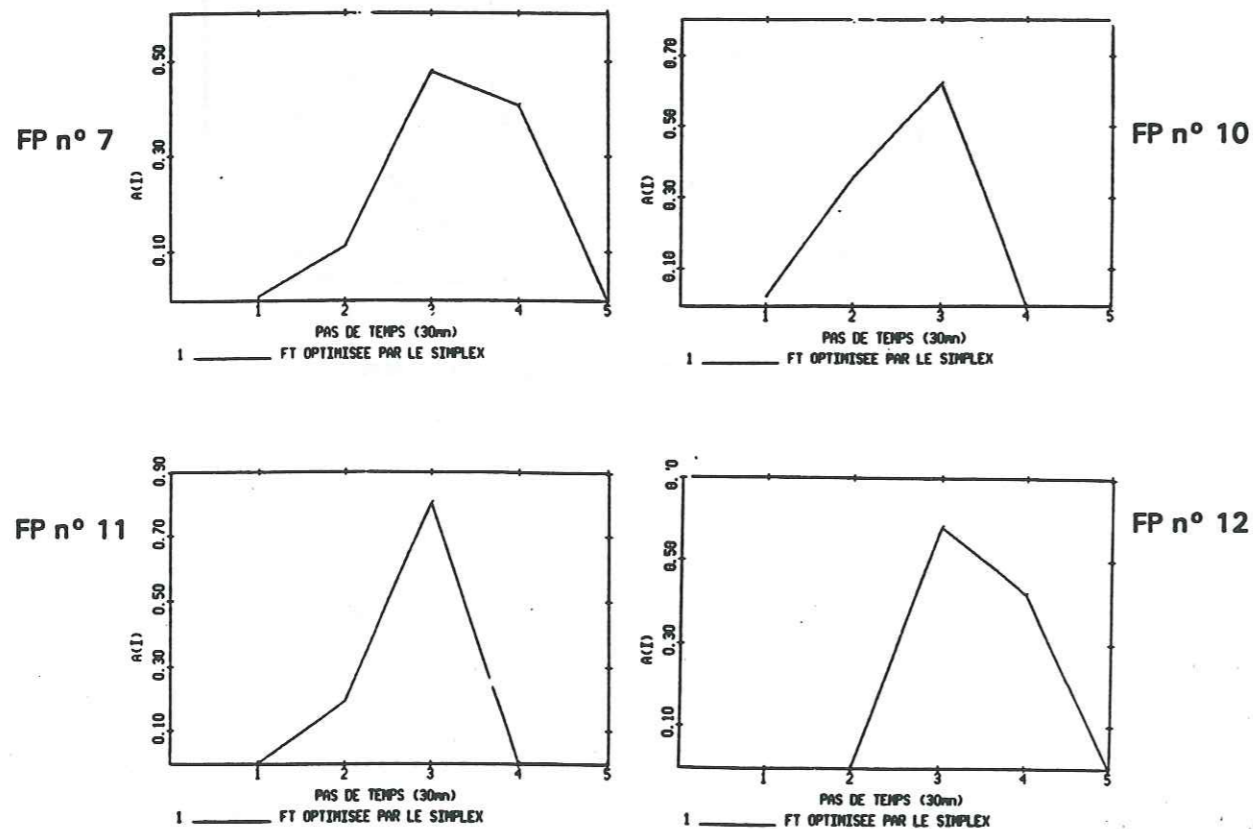 FP nº 7
A(I)
0.50
0.30
0.10
1 2 3 4 5
PAS DE TEMPS (30mn)
1 FT OPTIMISEE PAR LE SIMPLEX
FP nº 10
A(I)
0.70
0.50
0.30
0.10
1 2 3 4 5
PAS DE TEMPS (30mn)
1 FT OPTIMISEE PAR LE SIMPLEX
FP nº 11
A(I)
0.90
0.70
0.50
0.30
0.10
1 2 3 4 5
PAS DE TEMPS (30mn)
1 FT OPTIMISEE PAR LE SIMPLEX
FP nº 12
A(I)
0.50
0.30
0.10
1 2 3 4 5
PAS DE TEMPS (30mn)
1 FT OPTIMISEE PAR LE SIMPLEX